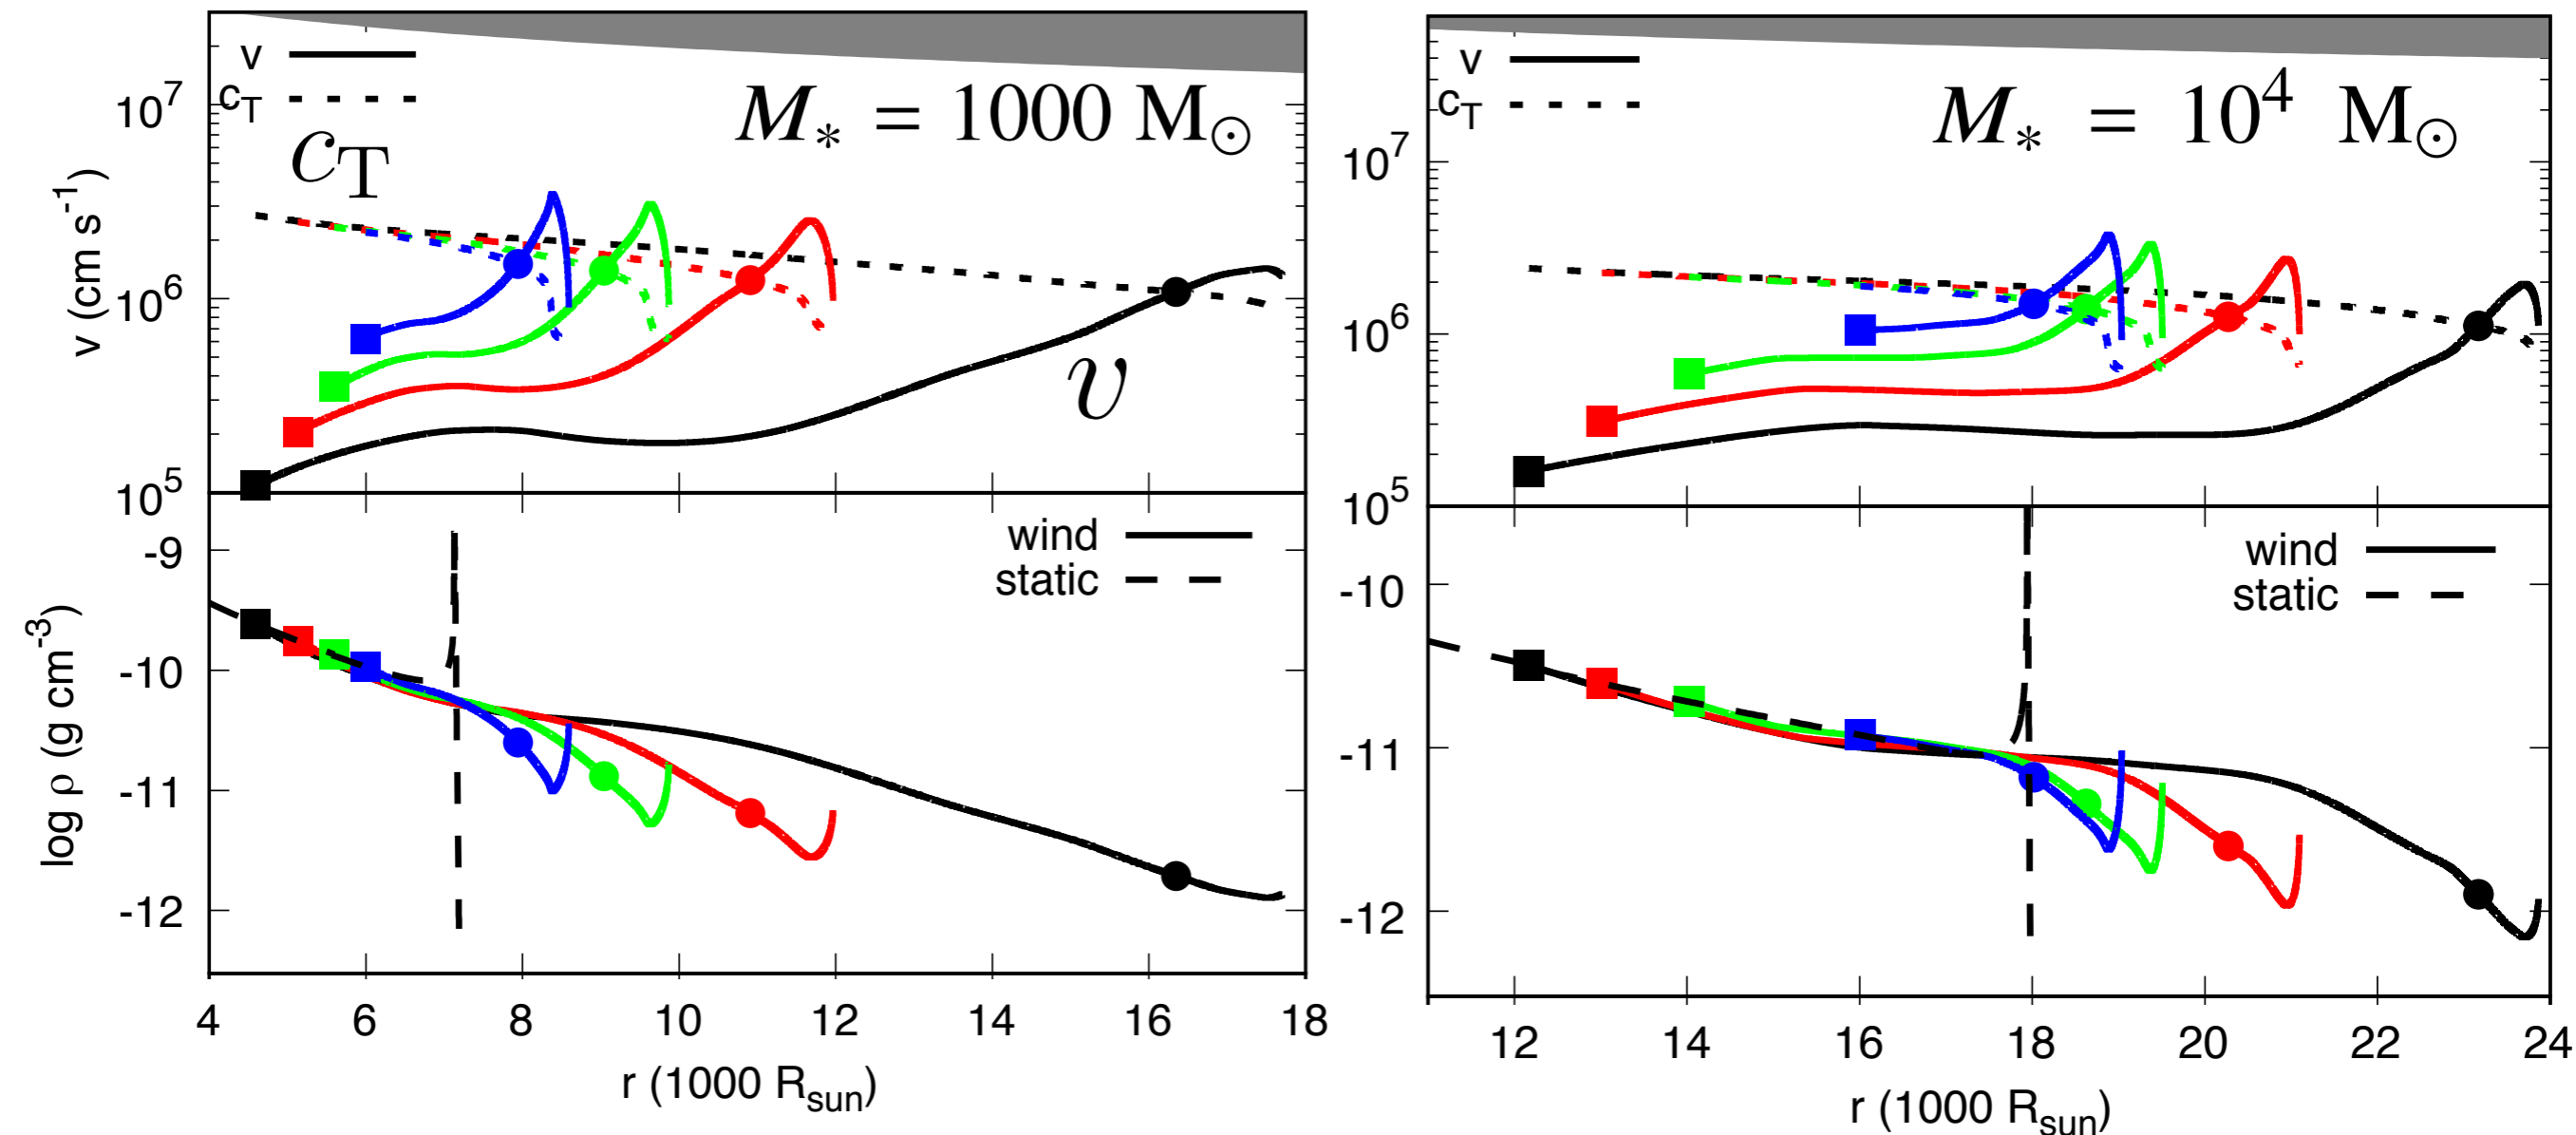 v
c_T
c_T
M_* = 1000 M_⊙
v
10^7
10^6
10^5
v (cm s^-1)
wind
static
-9
-10
-11
-12
log ρ (g cm^-3)
4 6 8 10 12 14 16 18
r (1000 R_sun)
v
c_T
M_* = 10^4 M_⊙
10^7
10^6
10^5
wind
static
-10
-11
-12
12 14 16 18 20 22 24
r (1000 R_sun)